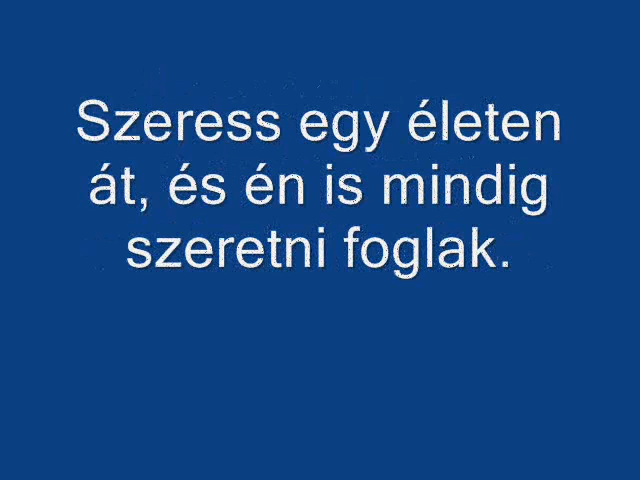 Szeress egy életen
át, és én is mindig
szeretni foglak.